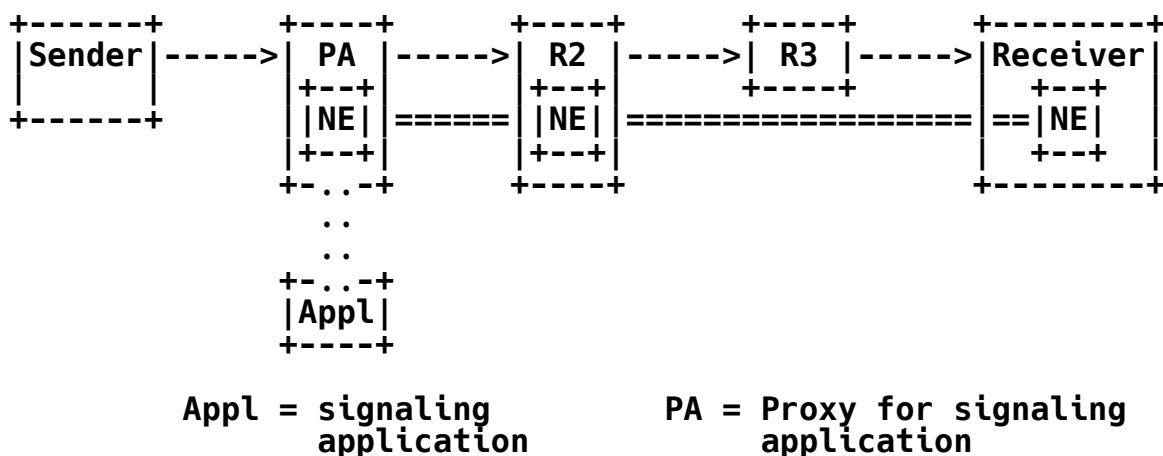 +------+      +----+      +----+      +----+      +--------+
|Sender|----->| PA |----->| R2 |----->| R3 |----->|Receiver|
|      |      |+--+|      |+--+|      +----+      |  +--+  |
+------+      ||NE||======||NE||==================|==|NE|  |
              |+--+|      |+--+|                  |  +--+  |
              +-..-+      +----+                  +--------+
                ..
                ..
              +-..-+
              |Appl|
              +----+
Appl = signaling         PA = Proxy for signaling
       application            application